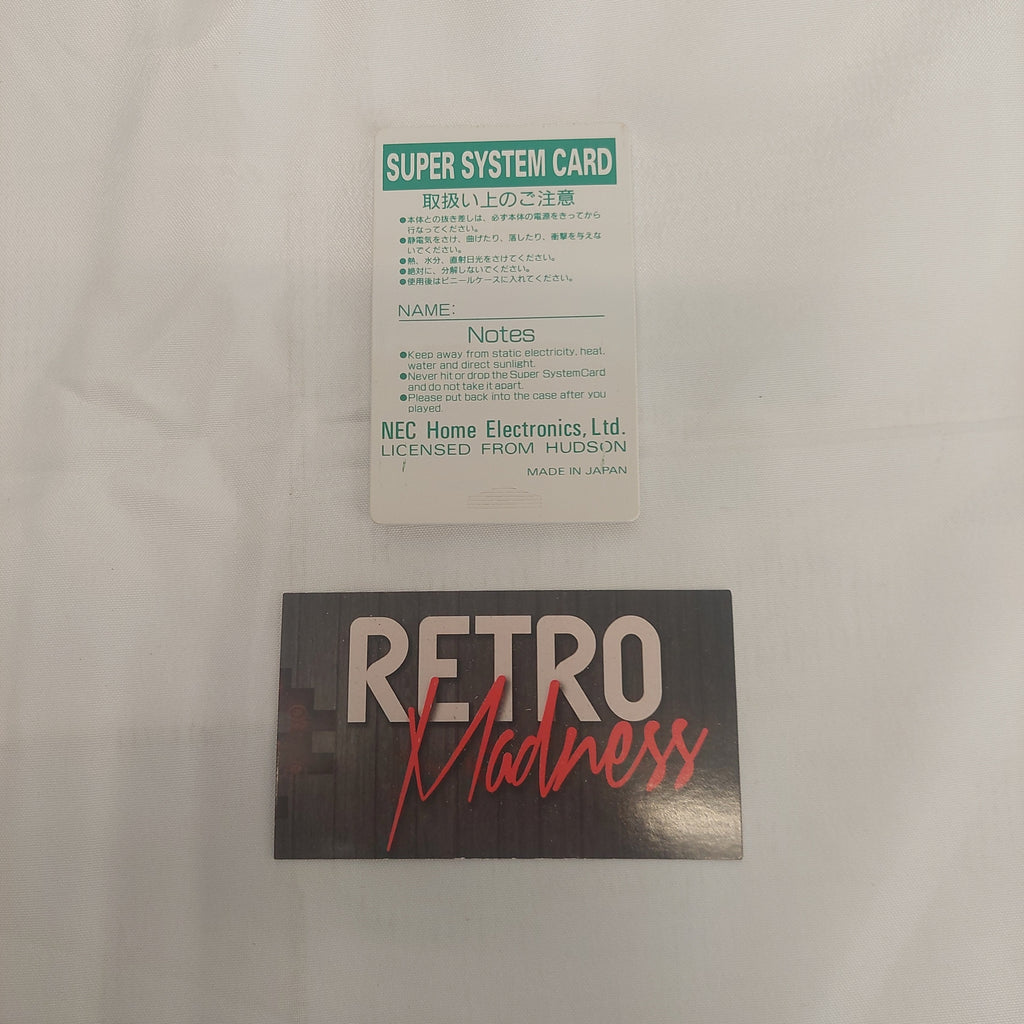 SUPER SYSTEM CARD
取扱い上のご注意
●本体との抜き差しは、必ず本体の電源をきってから
行なってください。
●静電気をさけ、曲げたり、落したり、衝撃を与えな
いでください。
●熱、水分、直射日光をさけてください。
●絶対に、分解しないでください。
●使用後はビニールケースに入れてください。
NAME:
Notes
●Keep away from static electricity, heat,
water and direct sunlight.
●Never hit or drop the Super SystemCard
and do not take it apart.
●Please put back into the case after you
played.
NEC Home Electronics, Ltd.
LICENSED FROM HUDSON
MADE IN JAPAN
RETRO
Madness